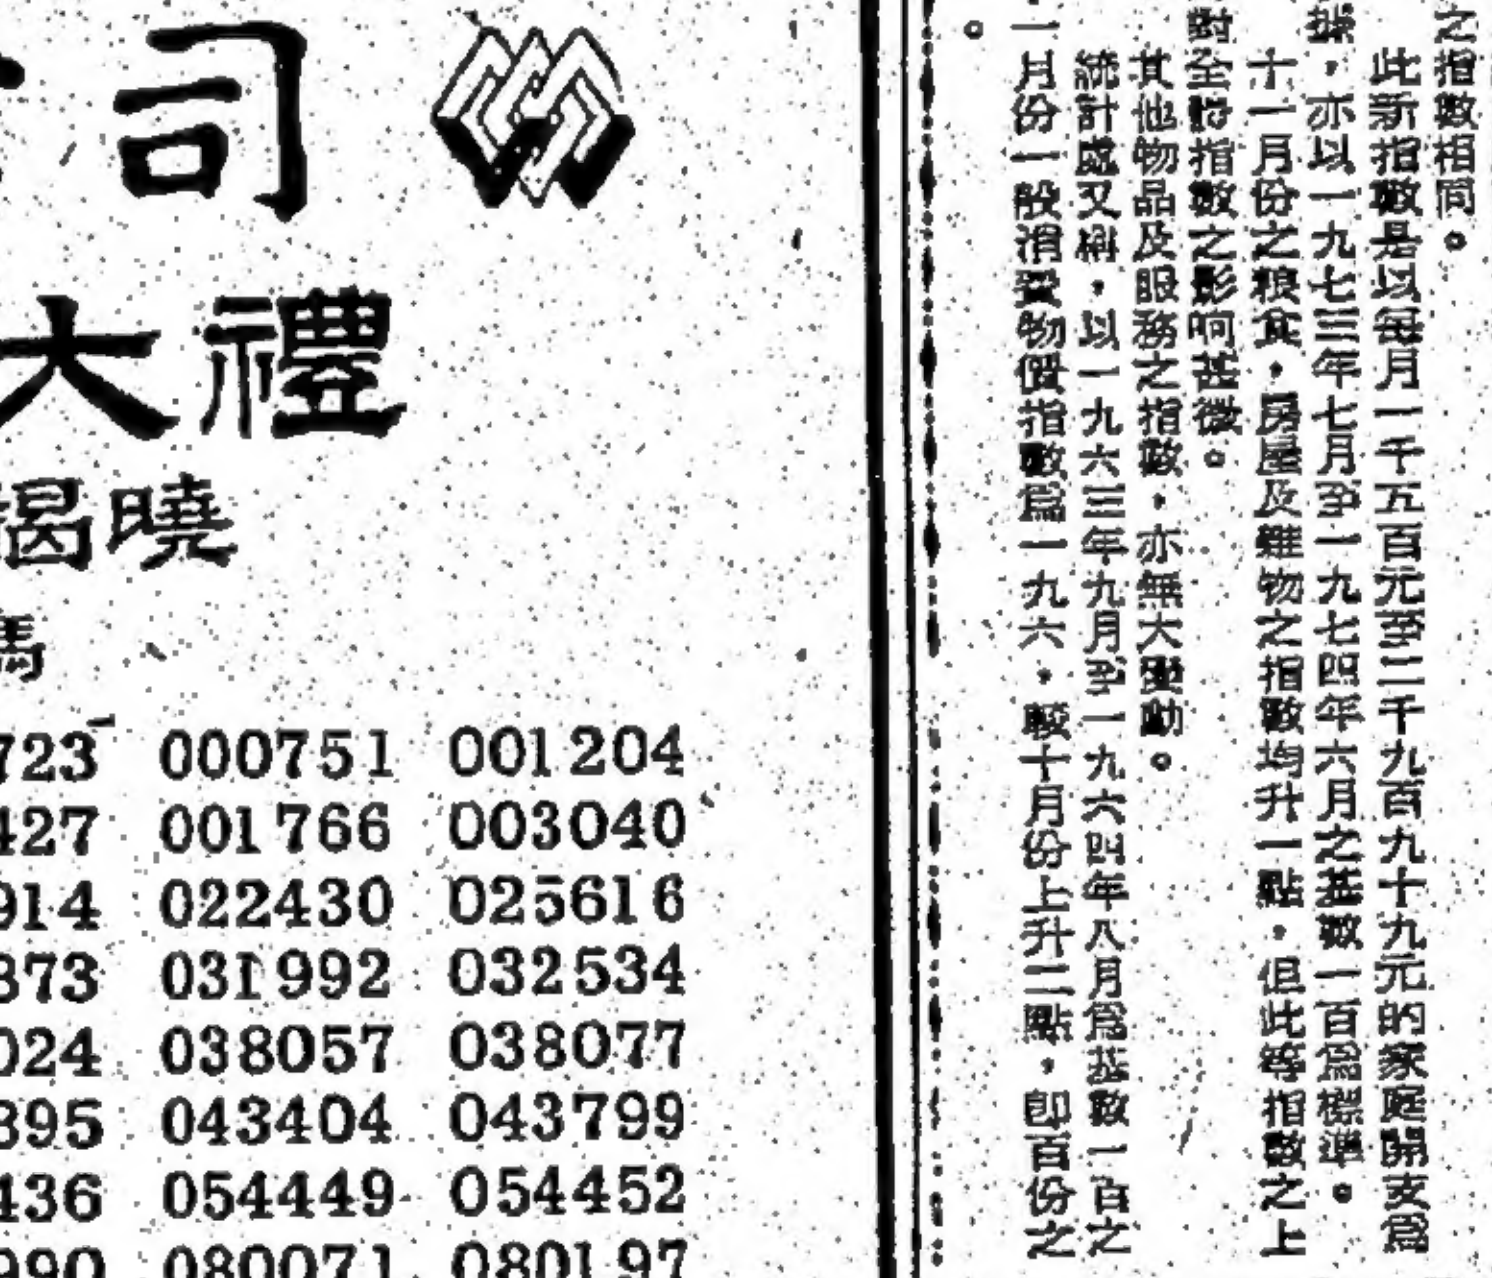 之指數相同。
此新指數是以每月一千五百元至二千九百九十九元的家庭開支爲
據，亦以一九七三年七月至一九七四年六月之基數一百爲標準。
十一月份之粮食，房屋及雜物之指數均升一點，但此等指數之上
對全部指數之影响甚微。
其他物品及服務之指數，亦無大變動。
統計處又稱，以一九六三年九月至一九六四年八月爲基數一百之
一月份一般消費物價指數爲一九六，較十月份上升二點，即百份之
。
司
大禮
揭曉
碼
723 000751 001204
427 001766 003040
914 022430 025616
873 031992 032534
024 038057 038077
895 043404 043799
436 054449 054452
990 080071 080197